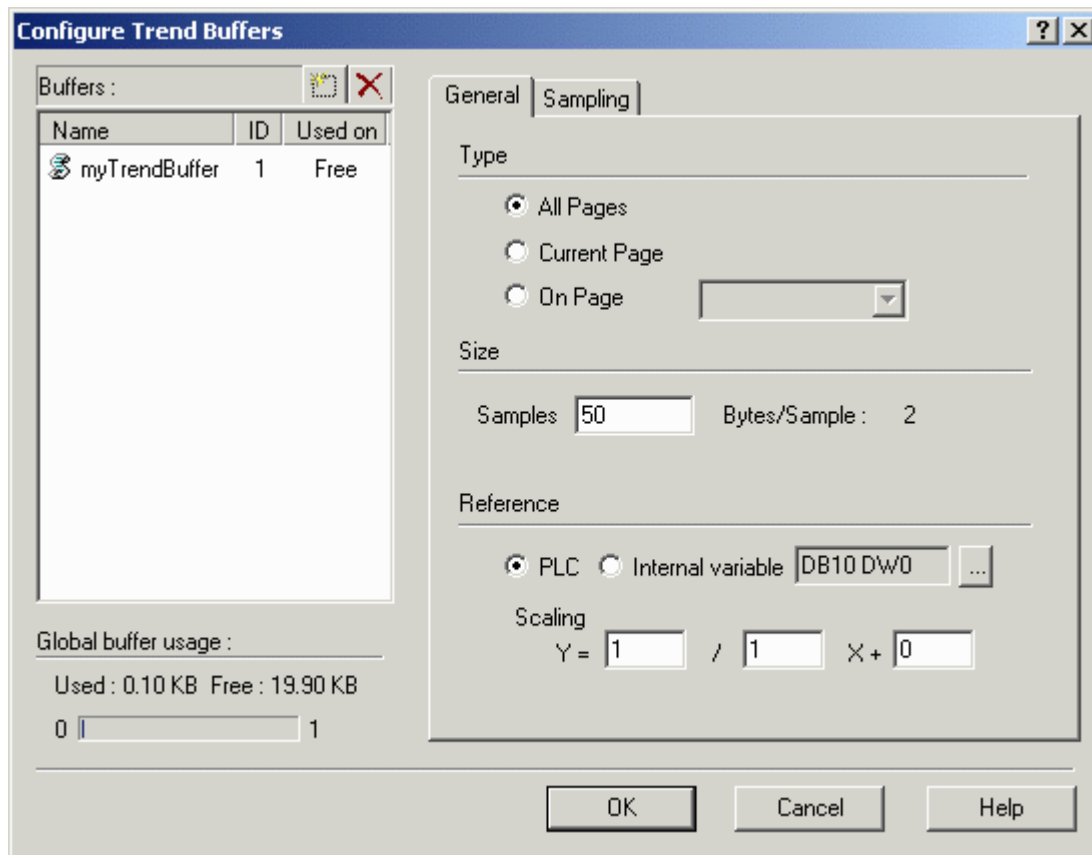 Configure Trend Buffers
Buffers :
Name ID Used on
myTrendBuffer 1 Free
Global buffer usage :
Used : 0.10 KB Free : 19.90 KB
0 1
General Sampling
Type
All Pages
Current Page
On Page
Size
Samples 50 Bytes/Sample : 2
Reference
PLC Internal variable DB10 DW0 ...
Scaling
Y = 1 / 1 X + 0
OK Cancel Help